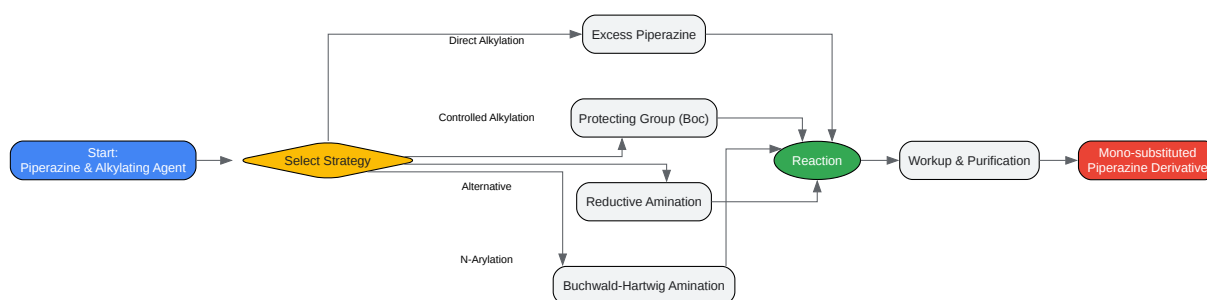 Start:
Piperazine & Alkylating Agent
Select Strategy
Direct Alkylation
Excess Piperazine
Controlled Alkylation
Protecting Group (Boc)
Alternative
Reductive Amination
N-Arylation
Buchwald-Hartwig Amination
Reaction
Workup & Purification
Mono-substituted
Piperazine Derivative